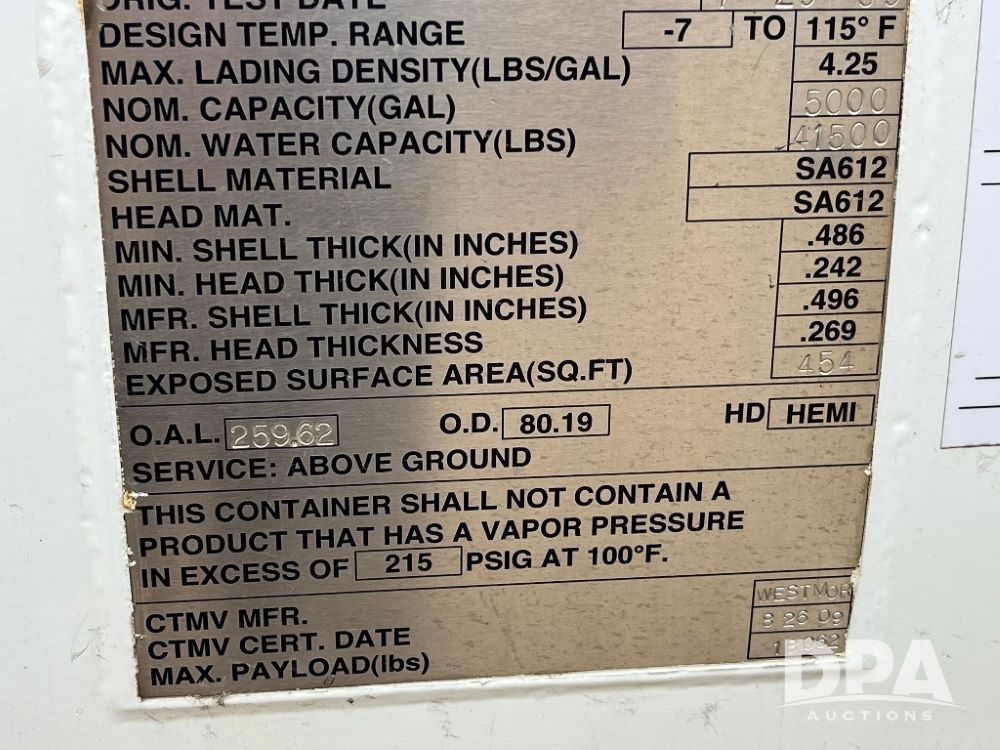 ORIG. TEST DATE
DESIGN TEMP. RANGE -7 TO 115° F
MAX. LADING DENSITY(LBS/GAL) 4.25
NOM. CAPACITY(GAL) 5000
NOM. WATER CAPACITY(LBS) 41500
SHELL MATERIAL SA612
HEAD MAT. SA612
MIN. SHELL THICK(IN INCHES) .486
MIN. HEAD THICK(IN INCHES) .242
MFR. SHELL THICK(IN INCHES) .496
MFR. HEAD THICKNESS .269
EXPOSED SURFACE AREA(SQ.FT) 454
O.A.L. 259.62 O.D. 80.19 HD HEMI
SERVICE: ABOVE GROUND
THIS CONTAINER SHALL NOT CONTAIN A
PRODUCT THAT HAS A VAPOR PRESSURE
IN EXCESS OF 215 PSIG AT 100°F.
CTMV MFR. WESTMOR
CTMV CERT. DATE 8 26 09
MAX. PAYLOAD(lbs)
DPA
AUCTIONS